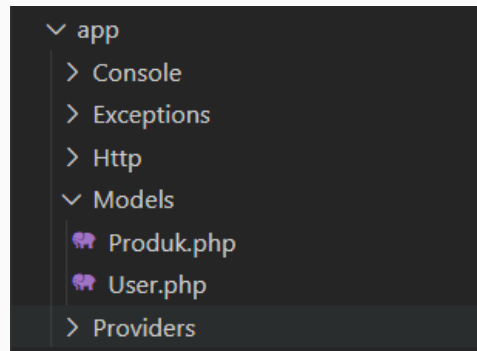 app
Console
Exceptions
Http
Models
Produk.php
User.php
Providers